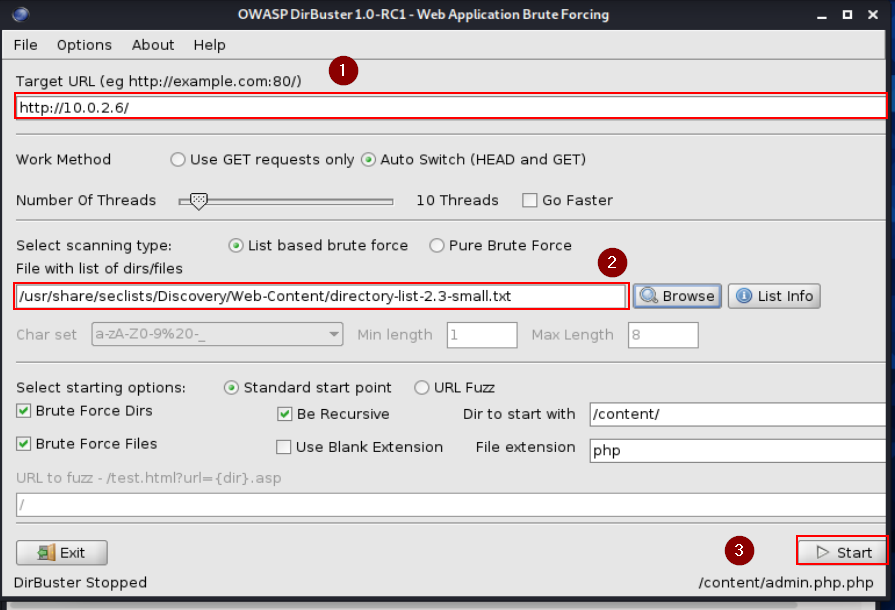 OWASP DirBuster 1.0-RC1 - Web Application Brute Forcing
File Options About Help
1
Target URL (eg http://example.com:80/)
http://10.0.2.6/
Work Method Use GET requests only Auto Switch (HEAD and GET)
Number Of Threads 10 Threads Go Faster
Select scanning type: List based brute force Pure Brute Force
2
File with list of dirs/files
/usr/share/seclists/Discovery/Web-Content/directory-list-2.3-small.txt Browse List Info
Char set a-zA-Z0-9%20-_ Min length 1 Max Length 8
Select starting options: Standard start point URL Fuzz
Brute Force Dirs Be Recursive Dir to start with /content/
Brute Force Files Use Blank Extension File extension php
URL to fuzz - /test.html?url={dir}.asp
/
Exit 3 Start
DirBuster Stopped /content/admin.php.php